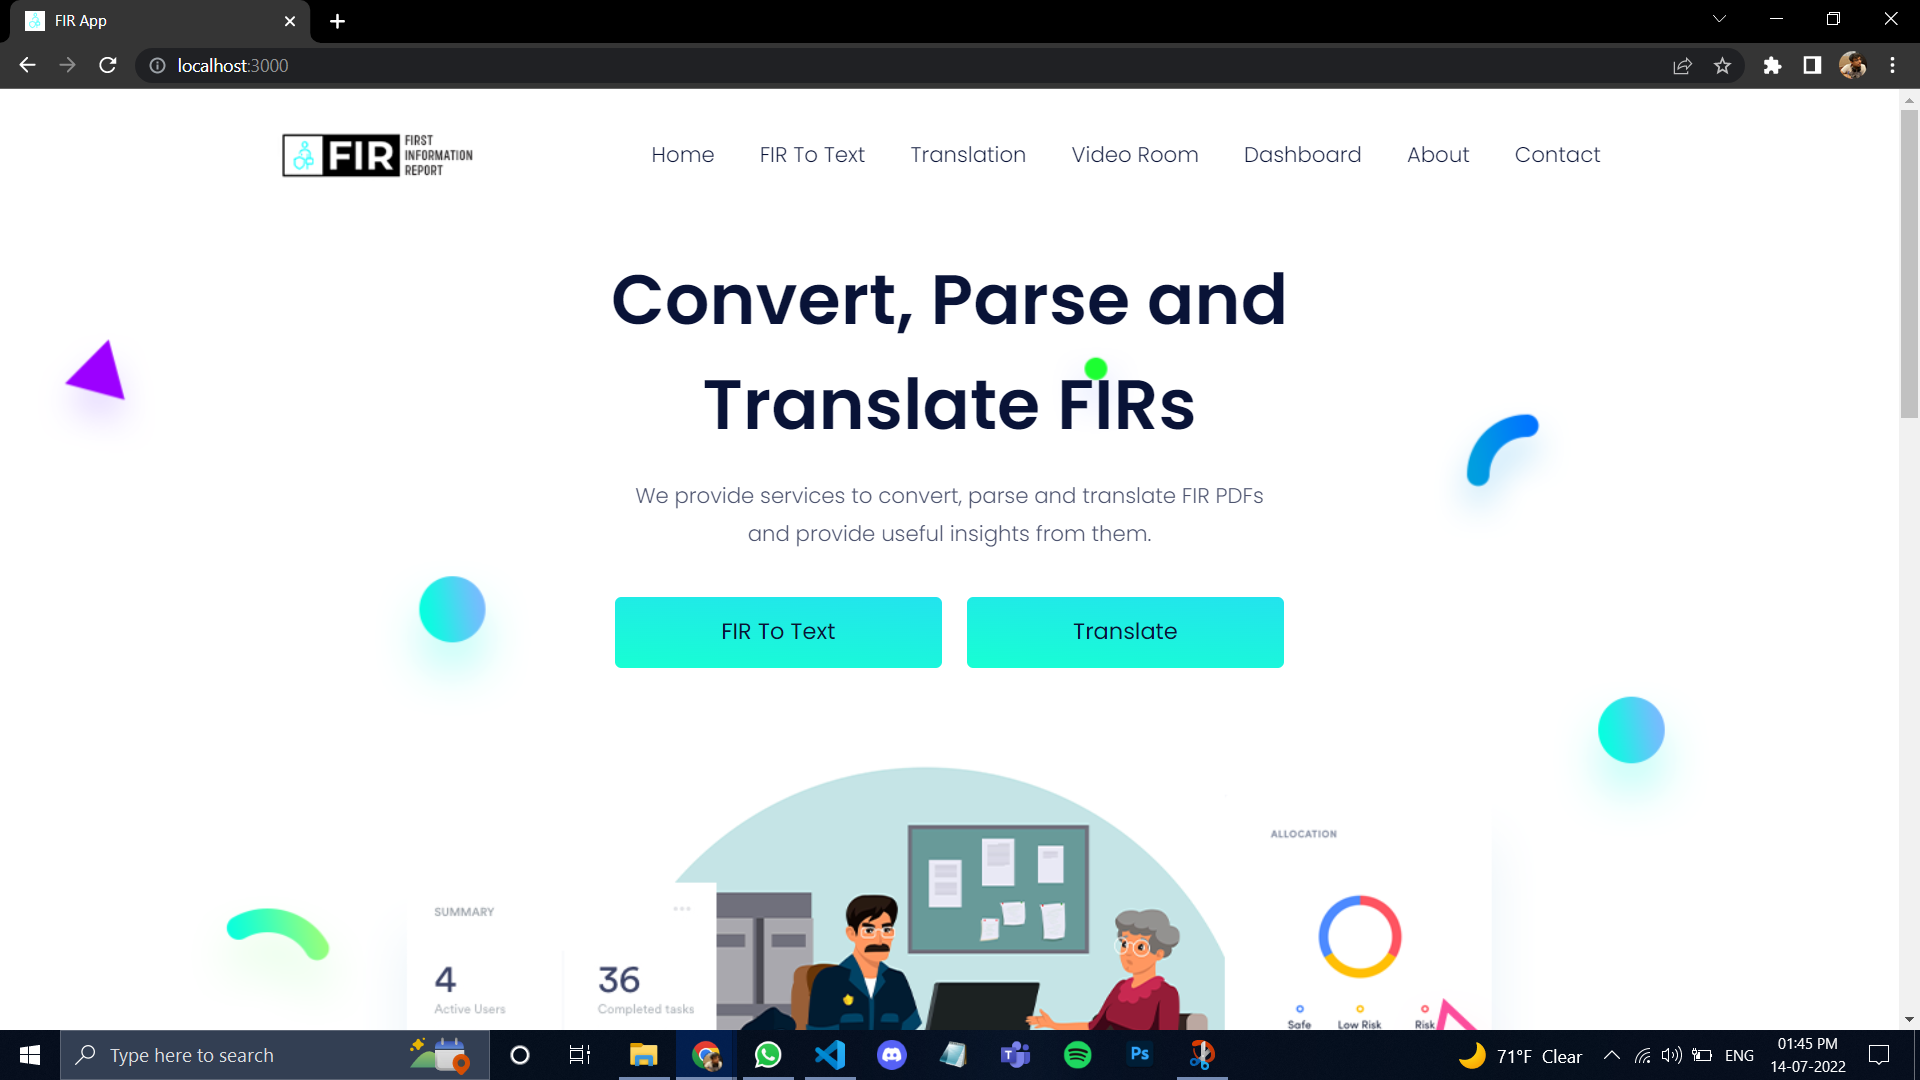 FIR App
localhost:3000
FIR
FIRST
INFORMATION
REPORT
Home FIR To Text Translation Video Room Dashboard About Contact
Convert, Parse and
Translate FIRs
We provide services to convert, parse and translate FIR PDFs
and provide useful insights from them.
FIR To Text Translate
ALLOCATION
SUMMARY
4 36
Active Users Completed tasks
Safe Low Risk Risk
Type here to search
Ps
71°F Clear
ENG
01:45 PM
14-07-2022